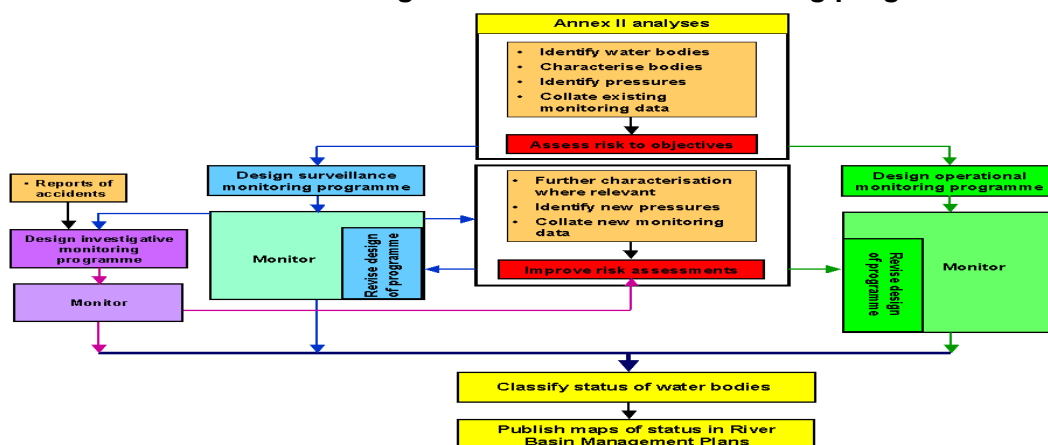 Annex II analyses
• Identify water bodies
• Characterise bodies
• Identify pressures
• Collate existing
monitoring data
Assess risk to objectives
Design surveillance
monitoring programme
Design operational
monitoring programme
• Reports of
accidents
• Further characterisation
where relevant
• Identify new pressures
• Collate new monitoring
data
Design investigative
monitoring
programme
Monitor
Revise design
of programme
Improve risk assessments
Monitor
Revise design
of programme
Monitor
Classify status of water bodies
Publish maps of status in River
Basin Management Plans